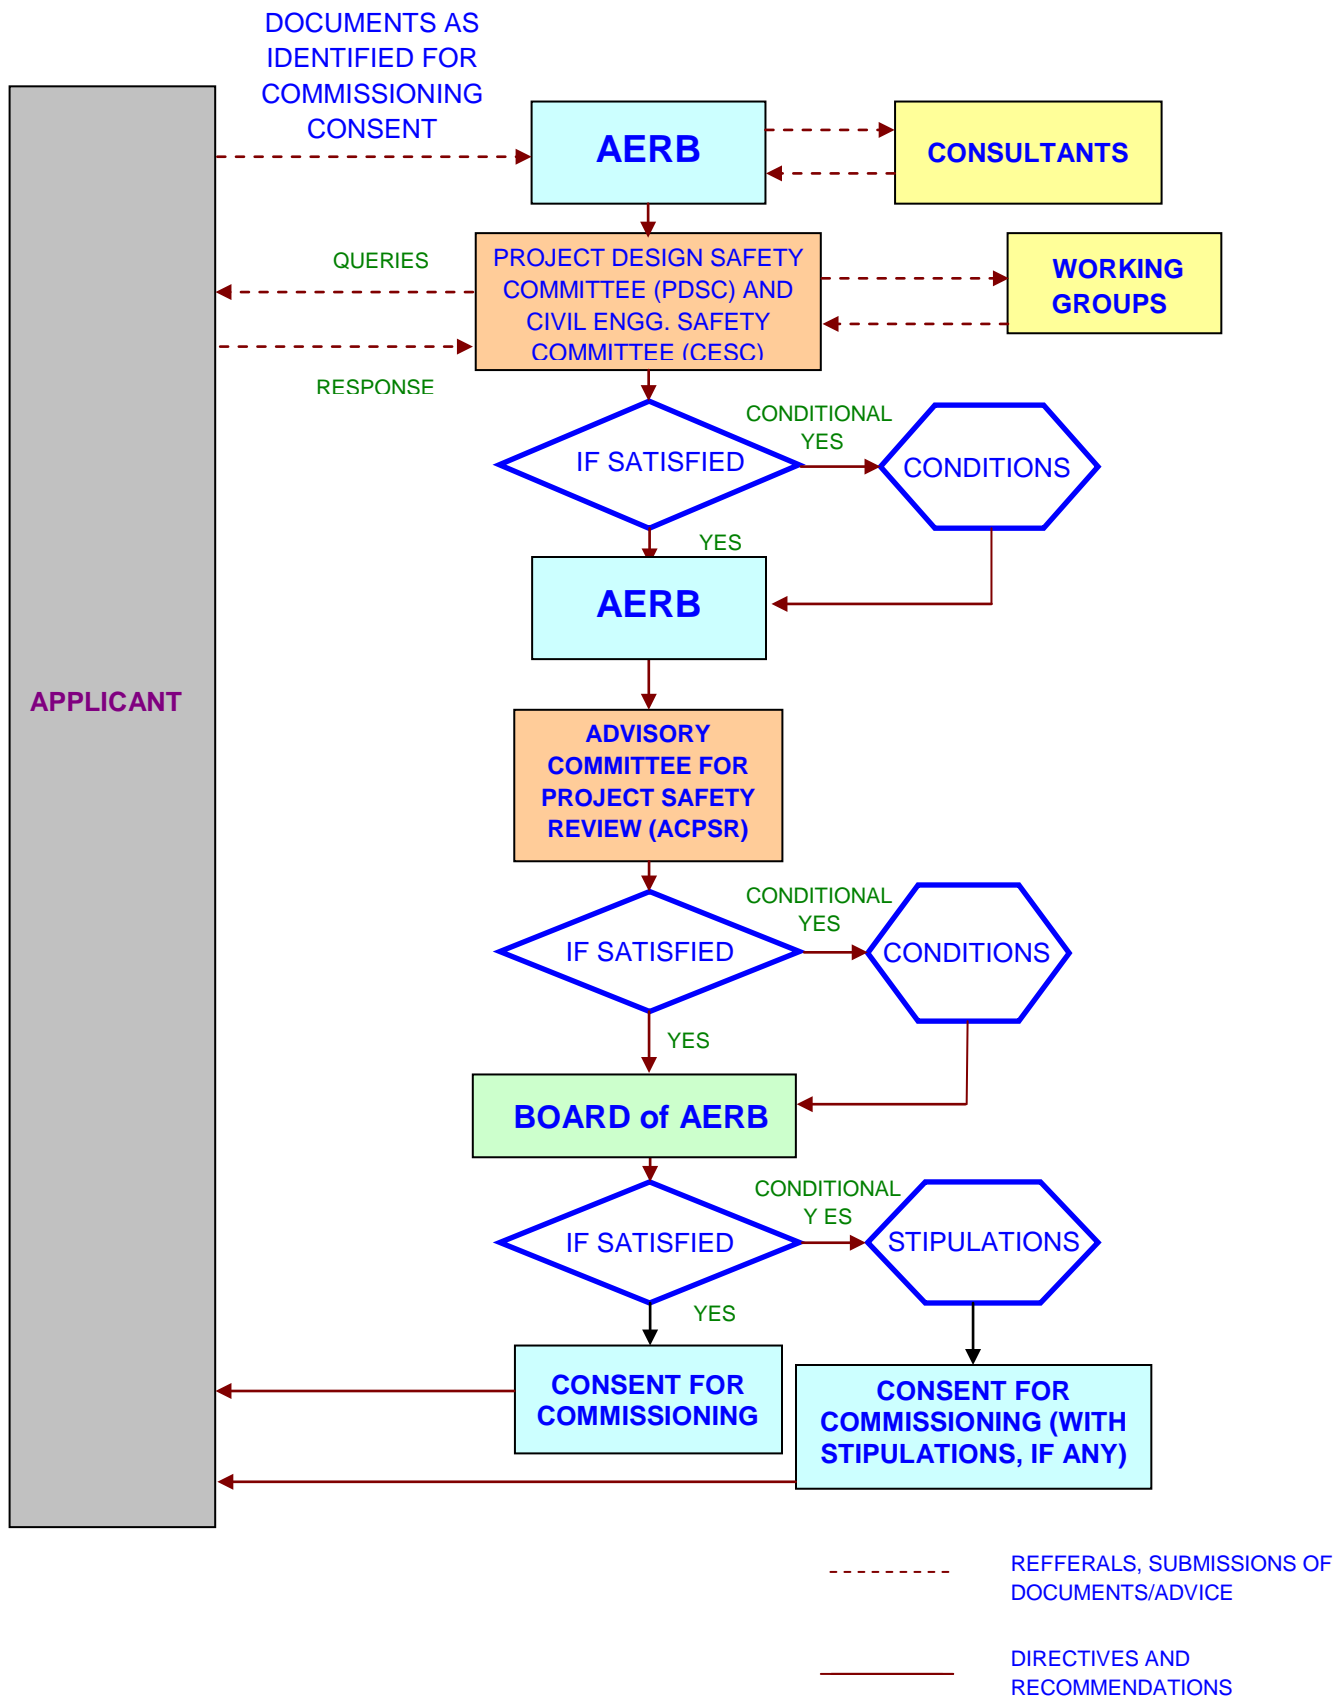 DOCUMENTS AS
IDENTIFIED FOR
COMMISSIONING
CONSENT
AERB
CONSULTANTS
QUERIES
PROJECT DESIGN SAFETY
COMMITTEE (PDSC) AND
CIVIL ENGG. SAFETY
COMMITTEE (CESC)
WORKING
GROUPS
RESPONSE
IF SATISFIED
CONDITIONAL
YES
CONDITIONS
YES
AERB
APPLICANT
ADVISORY
COMMITTEE FOR
PROJECT SAFETY
REVIEW (ACPSR)
IF SATISFIED
CONDITIONAL
YES
CONDITIONS
YES
BOARD of AERB
IF SATISFIED
CONDITIONAL
Y ES
STIPULATIONS
YES
CONSENT FOR
COMMISSIONING
CONSENT FOR
COMMISSIONING (WITH
STIPULATIONS, IF ANY)
REFFERALS, SUBMISSIONS OF
DOCUMENTS/ADVICE
DIRECTIVES AND
RECOMMENDATIONS